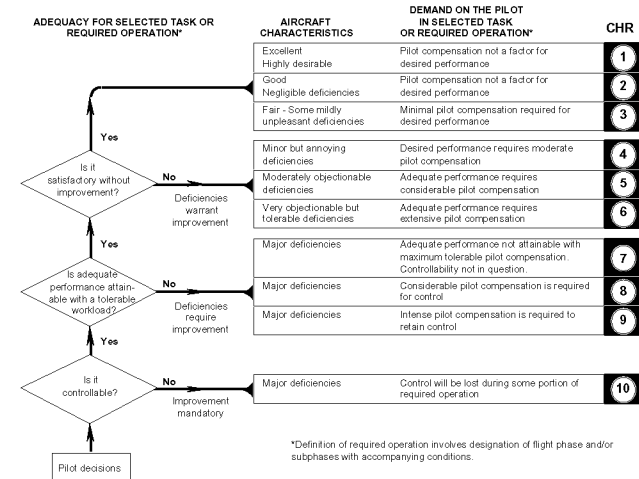 ADEQUACY FOR SELECTED TASK OR
REQUIRED OPERATION*
AIRCRAFT
CHARACTERISTICS
DEMAND ON THE PILOT
IN SELECTED TASK
OR REQUIRED OPERATION*
CHR
Excellent
Highly desirable
Pilot compensation not a factor for
desired performance
1
Good
Negligible deficiencies
Pilot compensation not a factor for
desired performance
2
Fair - Some mildly
unpleasant deficiencies
Minimal pilot compensation required for
desired performance
3
Yes
Is it
satisfactory without
improvement?
No
Deficiencies
warrant
improvement
Minor but annoying
deficiencies
Desired performance requires moderate
pilot compensation
4
Moderately objectionable
deficiencies
Adequate performance requires
considerable pilot compensation
5
Very objectionable but
tolerable deficiencies
Adequate performance requires
extensive pilot compensation
6
Yes
Is adequate
performance attain-
able with a tolerable
workload?
No
Deficiencies
require
improvement
Major deficiencies
Adequate performance not attainable with
maximum tolerable pilot compensation.
Controllability not in question.
7
Major deficiencies
Considerable pilot compensation is required
for control
8
Major deficiencies
Intense pilot compensation is required to
retain control
9
Yes
Is it
controllable?
No
Improvement
mandatory
Major deficiencies
Control will be lost during some portion of
required operation
10
Pilot decisions
*Definition of required operation involves designation of flight phase and/or
subphases with accompanying conditions.